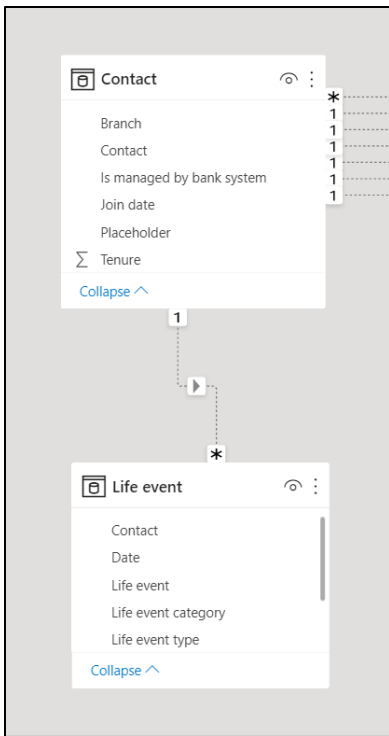 Contact
*
1
1
1
1
1
1
Branch
Contact
Is managed by bank system
Join date
Placeholder
Σ Tenure
Collapse
1
*
Life event
Contact
Date
Life event
Life event category
Life event type
Collapse